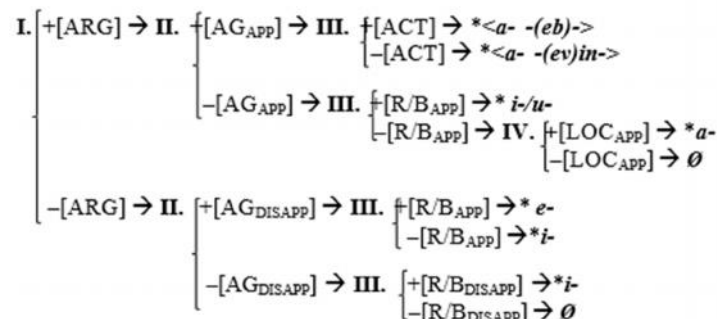 I. +[ARG] → II. +[AG_APP] → III. +[ACT] → *<a- -(eb)->
–[ACT] → *<a- -(ev)in->
–[AG_APP] → III. +[R/B_APP] → * i-/u-
–[R/B_APP] → IV. +[LOC_APP] → *a-
–[LOC_APP] → Ø
–[ARG] → II. +[AG_DISAPP] → III. +[R/B_APP] → * e-
–[R/B_APP] → *i-
–[AG_DISAPP] → III. +[R/B_DISAPP] → *i-
–[R/B_DISAPP] → Ø